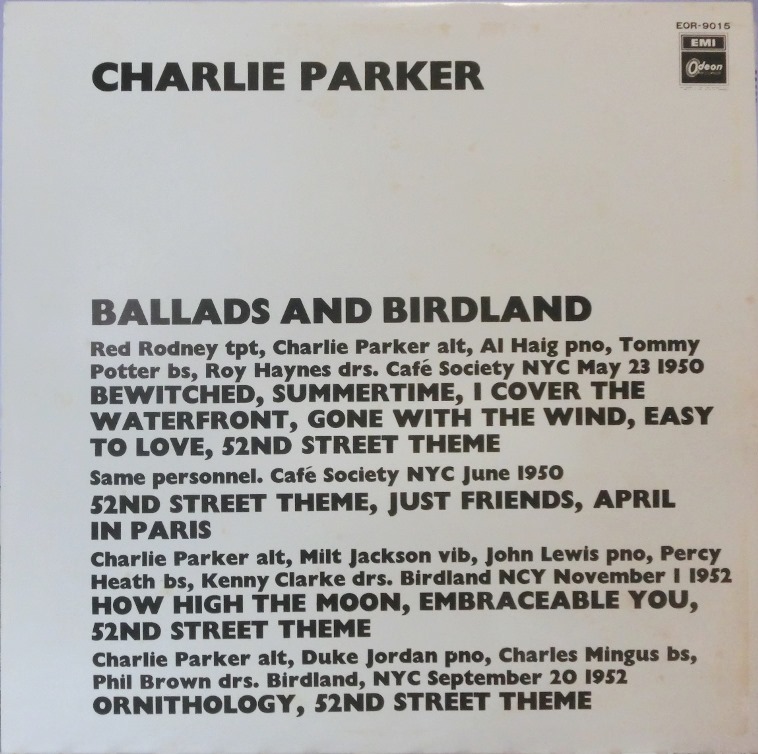 EOR-9015
EMI
Odeon
CHARLIE PARKER
BALLADS AND BIRDLAND
Red Rodney tpt, Charlie Parker alt, Al Haig pno, Tommy
Potter bs, Roy Haynes drs. Café Society NYC May 23 1950
BEWITCHED, SUMMERTIME, I COVER THE
WATERFRONT, GONE WITH THE WIND, EASY
TO LOVE, 52ND STREET THEME
Same personnel. Café Society NYC June 1950
52ND STREET THEME, JUST FRIENDS, APRIL
IN PARIS
Charlie Parker alt, Milt Jackson vib, John Lewis pno, Percy
Heath bs, Kenny Clarke drs. Birdland NCY November 1 1952
HOW HIGH THE MOON, EMBRACEABLE YOU,
52ND STREET THEME
Charlie Parker alt, Duke Jordan pno, Charles Mingus bs,
Phil Brown drs. Birdland, NYC September 20 1952
ORNITHOLOGY, 52ND STREET THEME